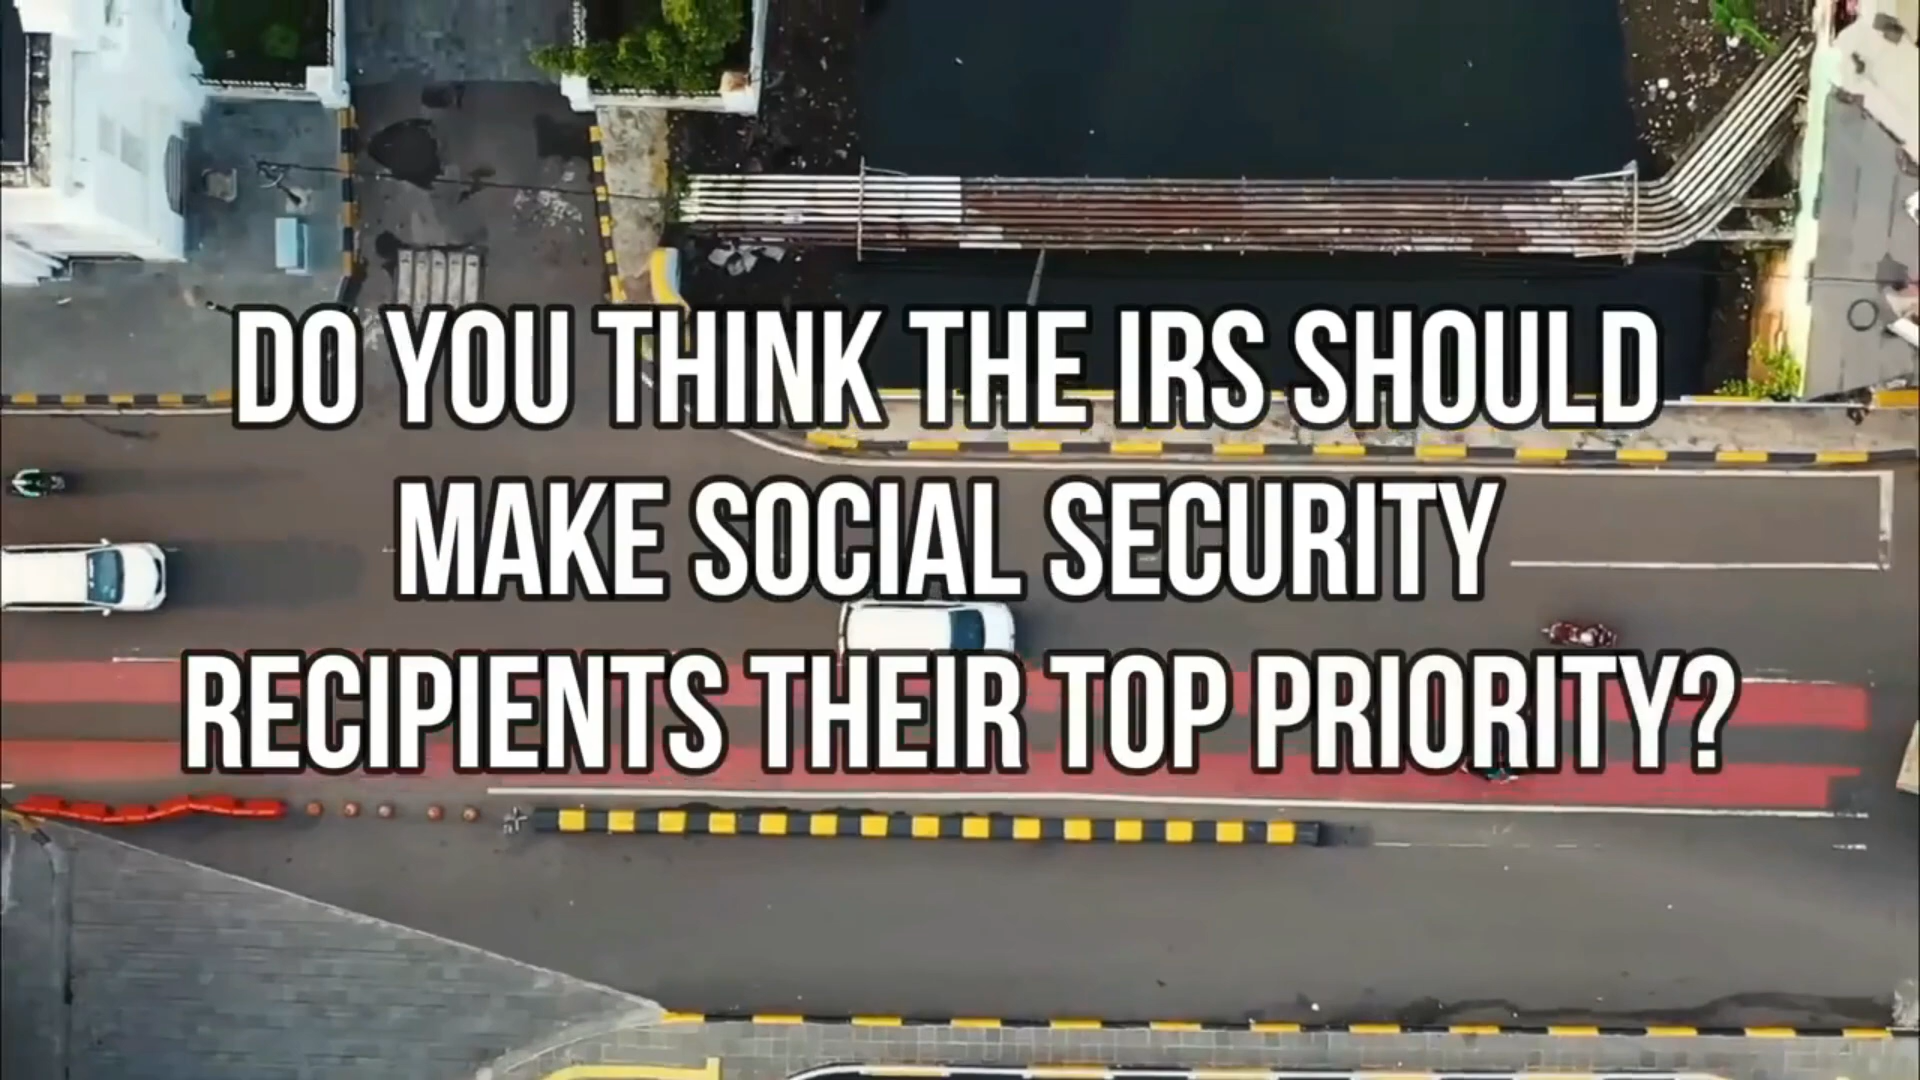 DO YOU THINK THE IRS SHOULD
MAKE SOCIAL SECURITY
RECIPIENTS THEIR TOP PRIORITY?